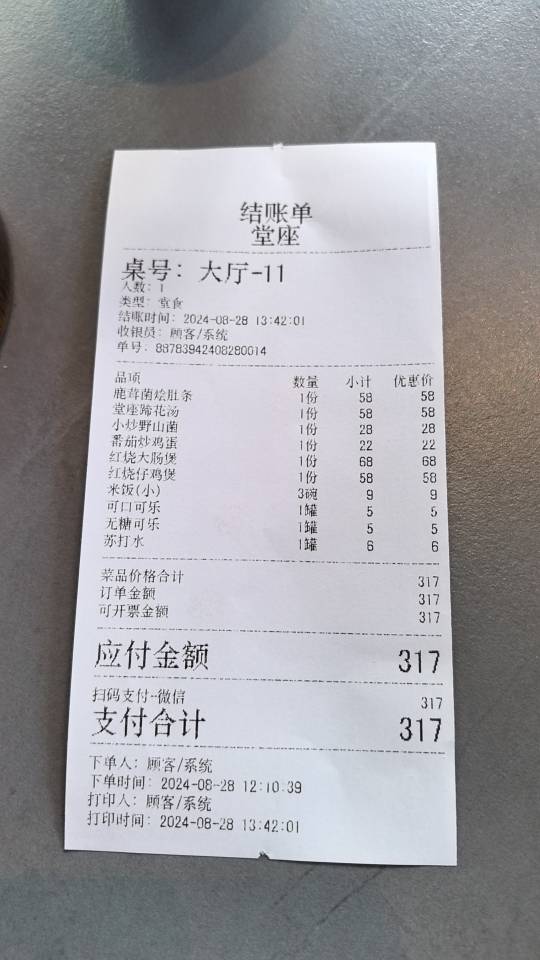 结账单
堂座
桌号: 大厅-11
人数: 1
类型: 堂食
结账时间: 2024-08-28 13:42:01
收银员: 顾客/系统
单号: 88783942408280014
品项 数量 小计 优惠价
鹿茸菌烩肚条 1份 58 58
堂座蹄花汤 1份 58 58
小炒野山菌 1份 28 28
番茄炒鸡蛋 1份 22 22
红烧大肠煲 1份 68 68
红烧仔鸡煲 1份 58 58
米饭(小) 3碗 9 9
可口可乐 1罐 5 5
无糖可乐 1罐 5 5
苏打水 1罐 6 6
菜品价格合计 317
订单金额 317
可开票金额 317
应付金额 317
扫码支付--微信 317
支付合计 317
下单人: 顾客/系统
下单时间: 2024-08-28 12:10:39
打印人: 顾客/系统
打印时间: 2024-08-28 13:42:01